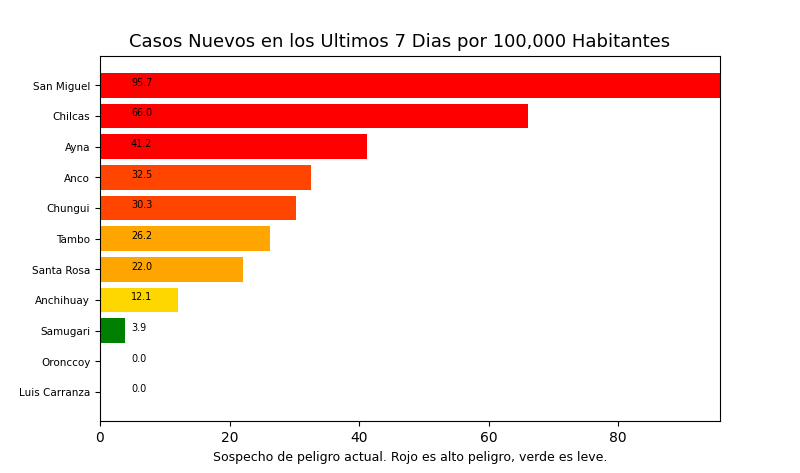 Casos Nuevos en los Ultimos 7 Dias por 100,000 Habitantes
San Miguel 95.7
Chilcas 66.0
Ayna 41.2
Anco 32.5
Chungui 30.3
Tambo 26.2
Santa Rosa 22.0
Anchihuay 12.1
Samugari 3.9
Oronccoy 0.0
Luis Carranza 0.0
0 20 40 60 80
Sospecho de peligro actual. Rojo es alto peligro, verde es leve.